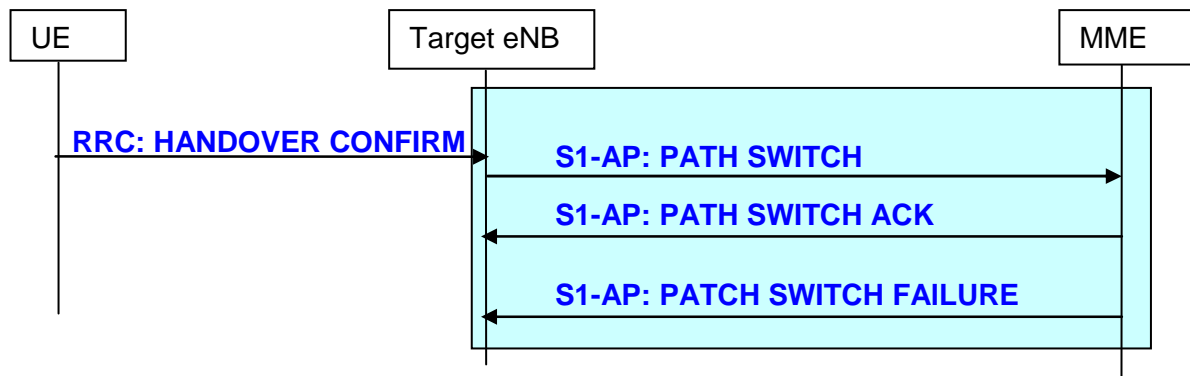 UE
Target eNB
MME
RRC: HANDOVER CONFIRM
S1-AP: PATH SWITCH
S1-AP: PATH SWITCH ACK
S1-AP: PATCH SWITCH FAILURE